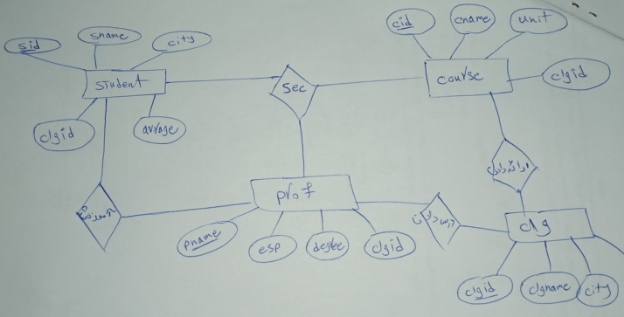 sid
sname
city
student
clgid
avrage
sec
cid
cname
unit
course
clgid
ارائه دادن
آموزش
prof
pname
esp
degree
clgid
درس دادن
clg
clgid
clgname
city